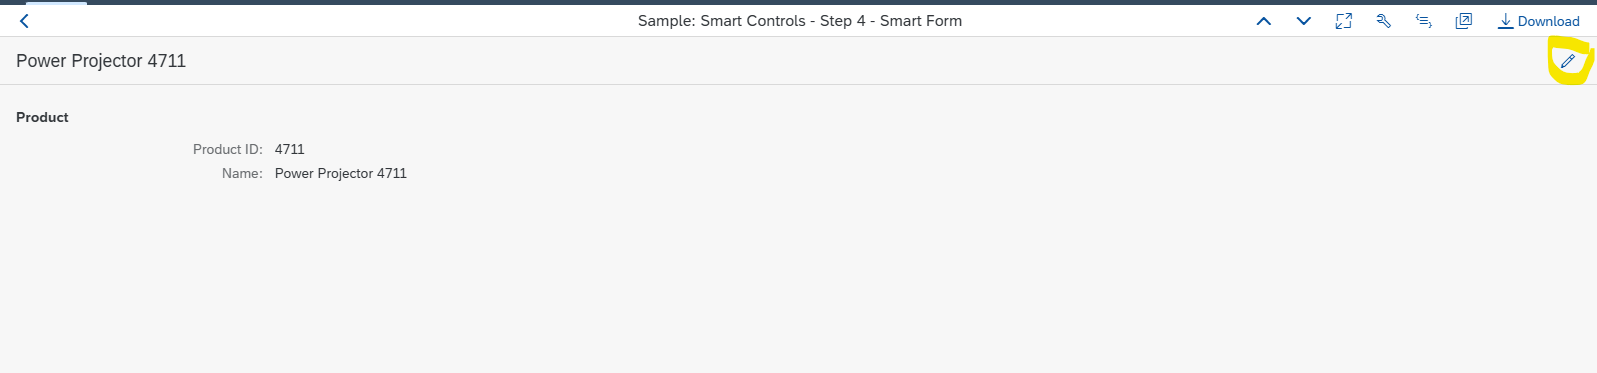 Sample: Smart Controls - Step 4 - Smart Form
Download
Power Projector 4711
Product
Product ID: 4711
Name: Power Projector 4711